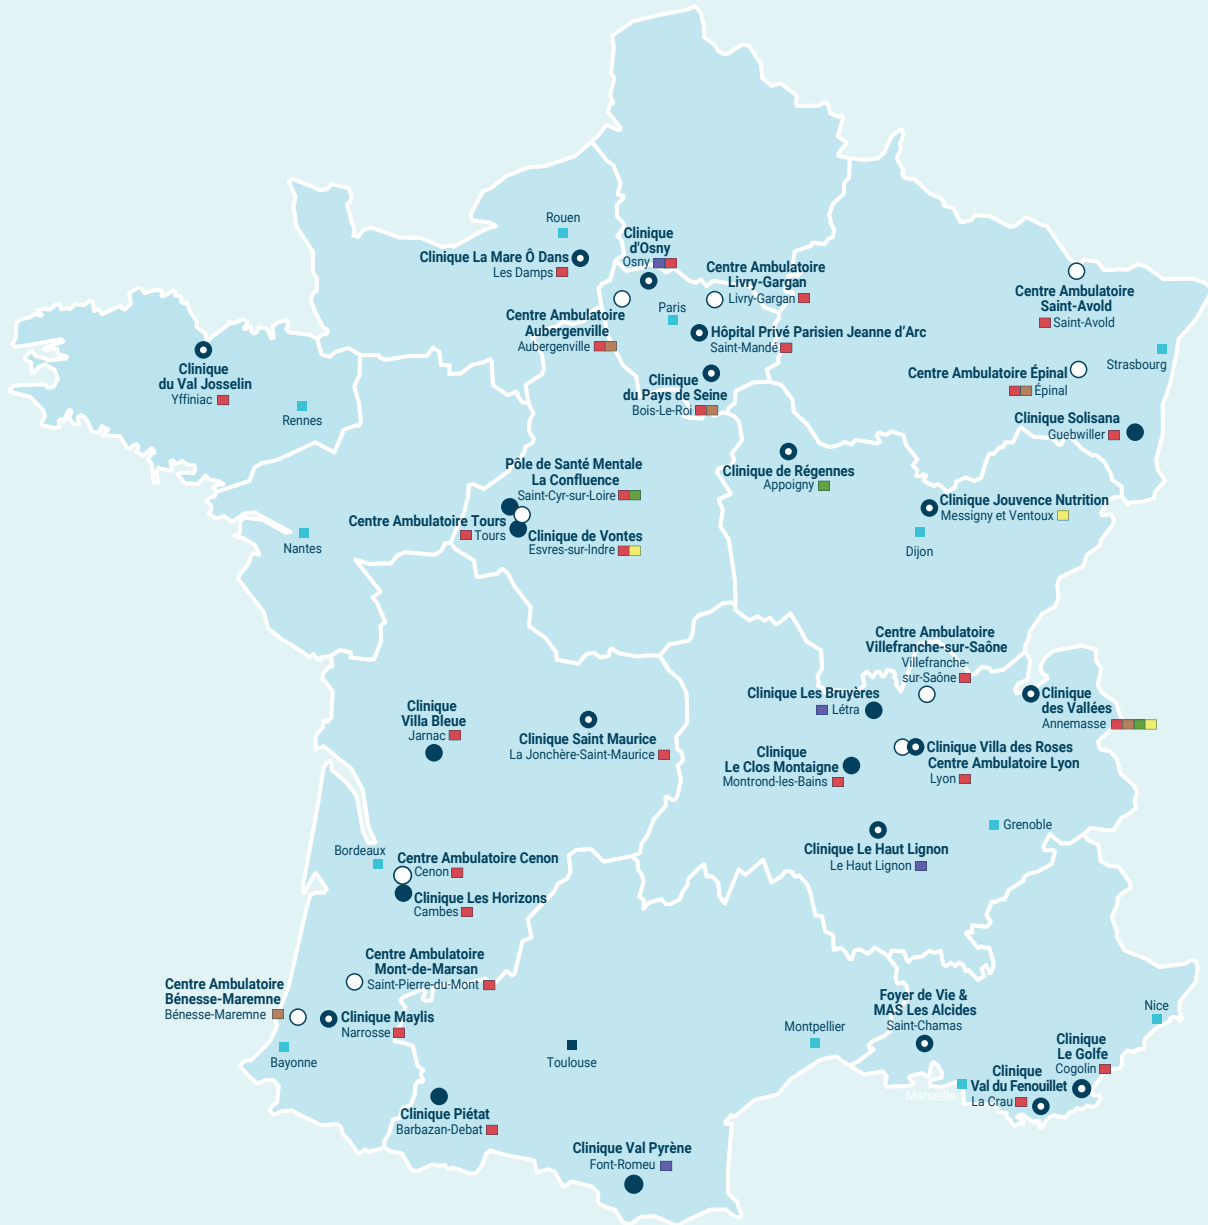 Rouen
Clinique La Mare Ô Dans
Les Damps
Clinique
d'Osny
Osny
Centre Ambulatoire
Livry-Gargan
Livry-Gargan
Centre Ambulatoire
Aubergenville
Aubergenville
Paris
Hôpital Privé Parisien Jeanne d’Arc
Saint-Mandé
Clinique
du Pays de Seine
Bois-Le-Roi
Centre Ambulatoire
Saint-Avold
Saint-Avold
Strasbourg
Centre Ambulatoire Épinal
Épinal
Clinique Solisana
Guebwiller
Clinique
du Val Josselin
Yffiniac
Rennes
Clinique de Régennes
Appoigny
Pôle de Santé Mentale
La Confluence
Saint-Cyr-sur-Loire
Centre Ambulatoire Tours
Tours
Clinique de Vontes
Esvres-sur-Indre
Nantes
Clinique Jouvence Nutrition
Messigny et Ventoux
Dijon
Centre Ambulatoire
Villefranche-sur-Saône
Villefranche-
sur-Saône
Clinique Les Bruyères
Létra
Clinique
des Vallées
Annemasse
Clinique
Villa Bleue
Jarnac
Clinique Saint Maurice
La Jonchère-Saint-Maurice
Clinique
Le Clos Montaigne
Montrond-les-Bains
Clinique Villa des Roses
Centre Ambulatoire Lyon
Lyon
Grenoble
Clinique Le Haut Lignon
Le Haut Lignon
Bordeaux
Centre Ambulatoire Cenon
Cenon
Clinique Les Horizons
Cambes
Centre Ambulatoire
Mont-de-Marsan
Saint-Pierre-du-Mont
Centre Ambulatoire
Bénesse-Maremne
Bénesse-Maremne
Clinique Maylis
Narrosse
Bayonne
Toulouse
Montpellier
Foyer de Vie &
MAS Les Alcides
Saint-Chamas
Nice
Clinique
Le Golfe
Cogolin
Clinique
Val du Fenouillet
La Crau
Marseille
Clinique Piétat
Barbazan-Debat
Clinique Val Pyrène
Font-Romeu